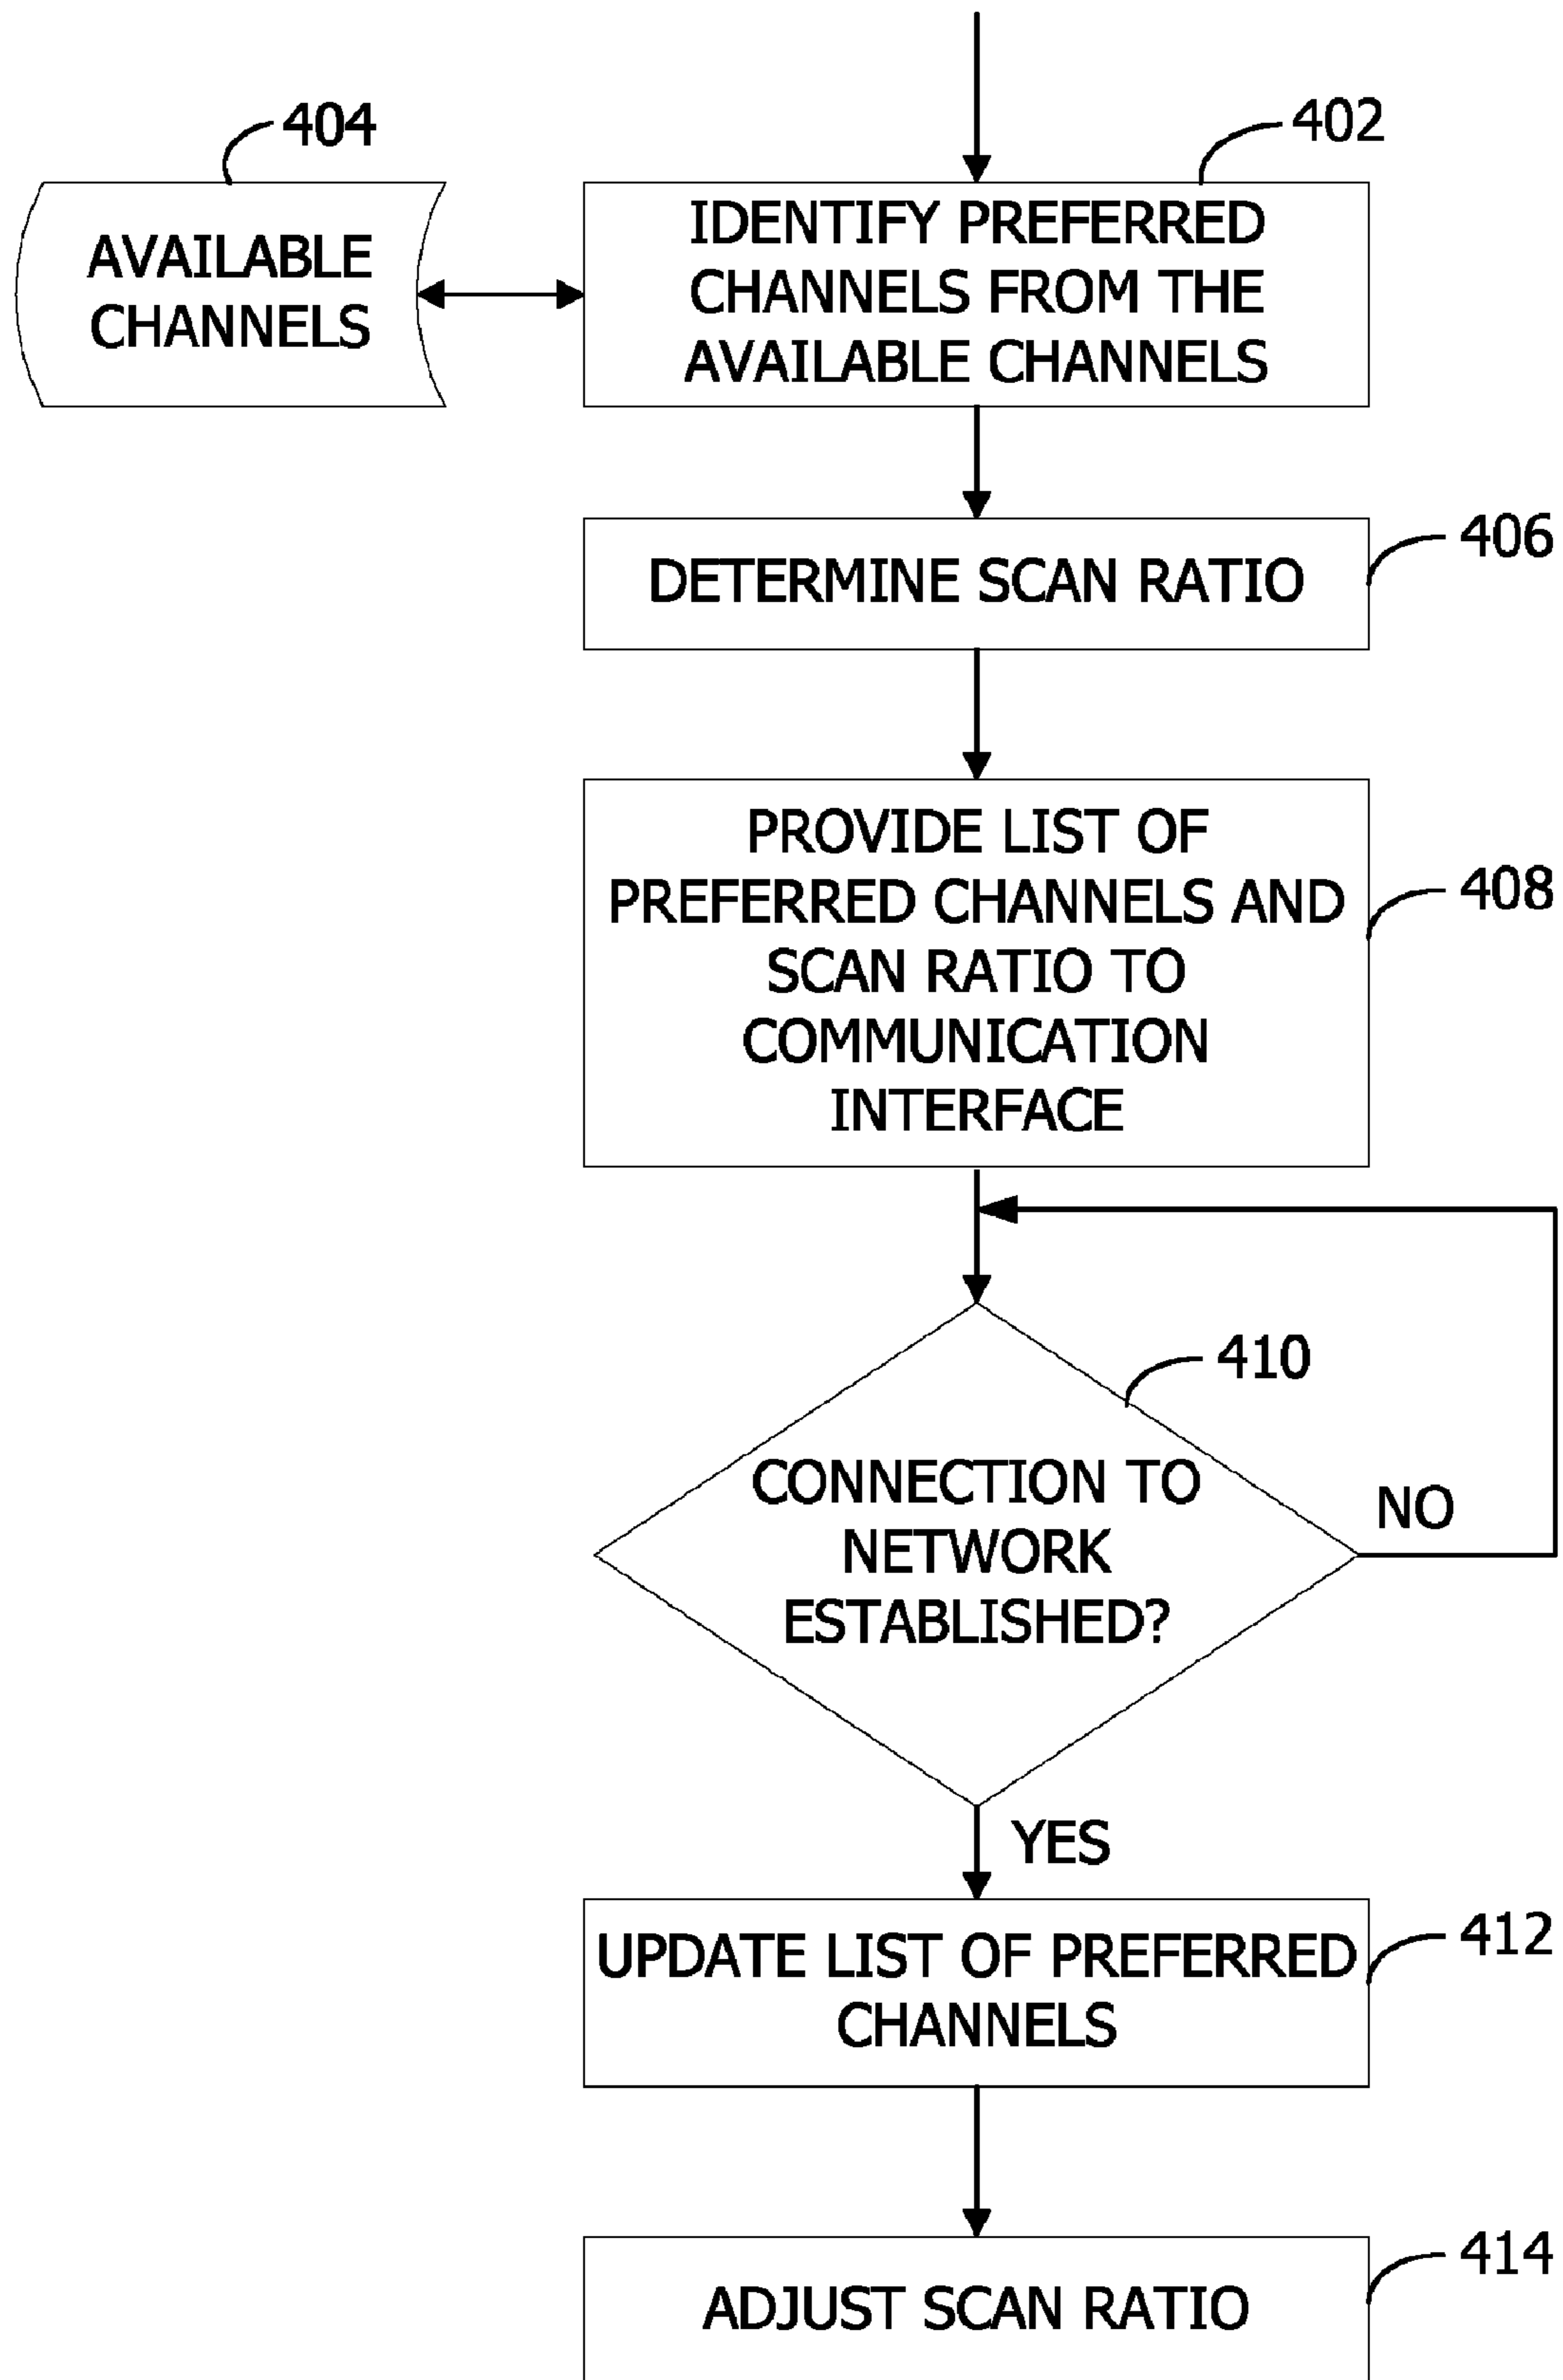 404
402
AVAILABLE
CHANNELS
IDENTIFY PREFERRED
CHANNELS FROM THE
AVAILABLE CHANNELS
406
DETERMINE SCAN RATIO
408
PROVIDE LIST OF
PREFERRED CHANNELS AND
SCAN RATIO TO
COMMUNICATION
INTERFACE
410
CONNECTION TO
NETWORK
ESTABLISHED?
NO
YES
412
UPDATE LIST OF PREFERRED
CHANNELS
414
ADJUST SCAN RATIO